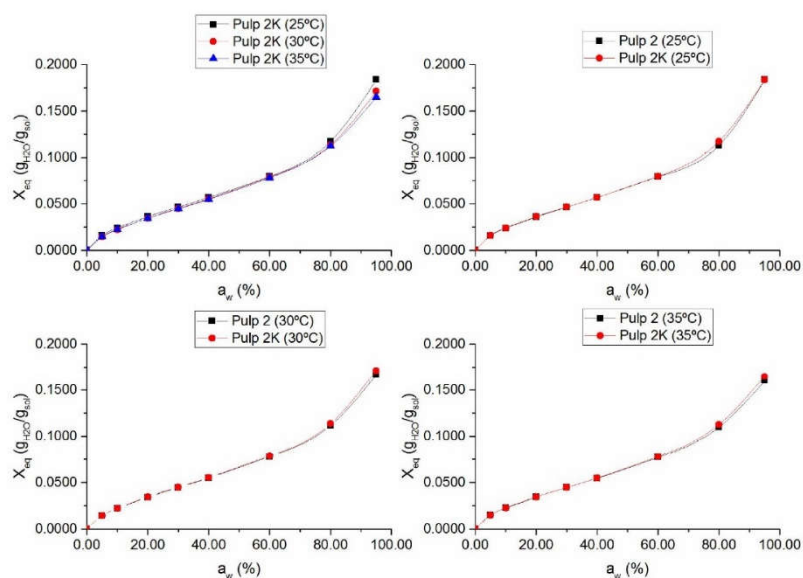 Pulp 2K (25ºC)
Pulp 2K (30ºC)
Pulp 2K (35ºC)
0.2000
0.1500
0.1000
0.0500
0.0000
X_eq (g_H2O/g_sol)
0.00 20.00 40.00 60.00 80.00 100.00
a_w (%)
Pulp 2 (25ºC)
Pulp 2K (25ºC)
0.2000
0.1500
0.1000
0.0500
0.0000
X_eq (g_H2O/g_sol)
0.00 20.00 40.00 60.00 80.00 100.00
a_w (%)
Pulp 2 (30ºC)
Pulp 2K (30ºC)
0.2000
0.1500
0.1000
0.0500
0.0000
X_eq (g_H2O/g_sol)
0.00 20.00 40.00 60.00 80.00 100.00
a_w (%)
Pulp 2 (35ºC)
Pulp 2K (35ºC)
0.2000
0.1500
0.1000
0.0500
0.0000
X_eq (g_H2O/g_sol)
0.00 20.00 40.00 60.00 80.00 100.00
a_w (%)